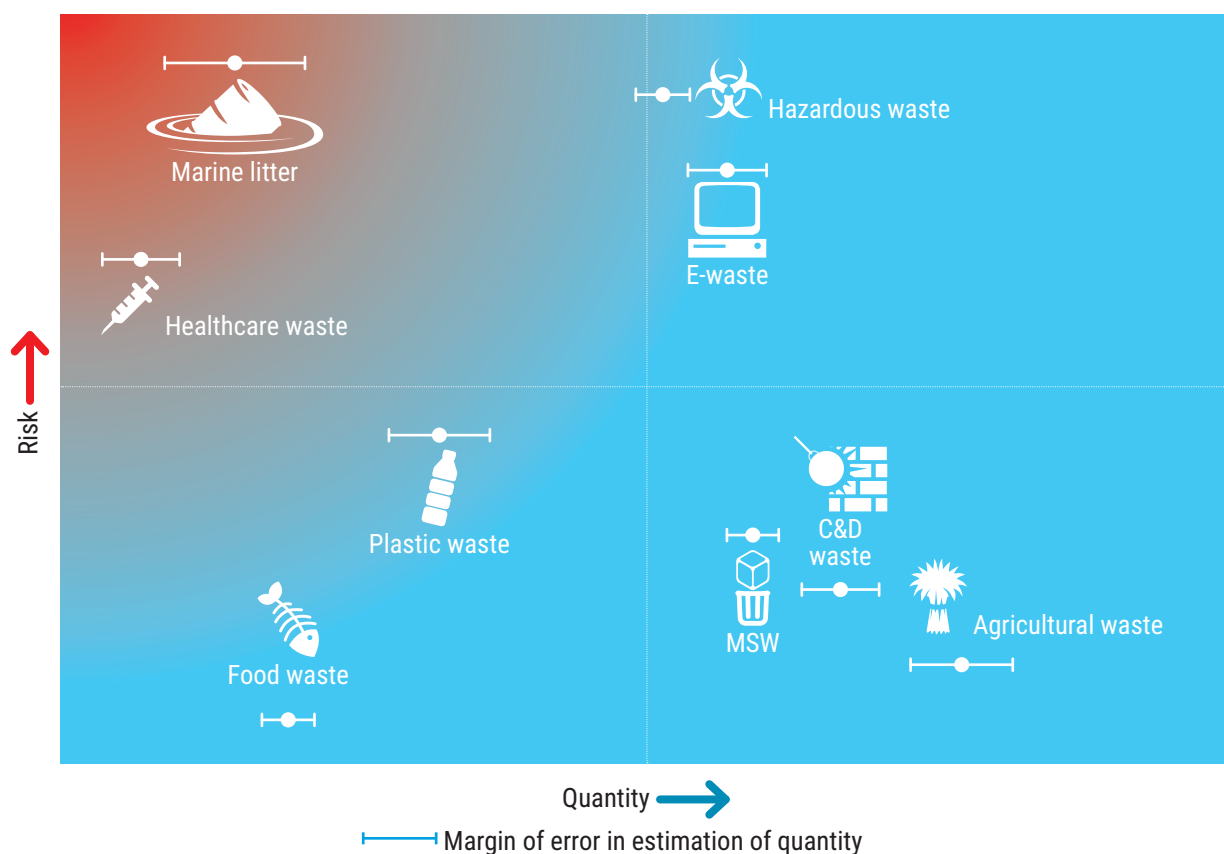 Hazardous waste
Marine litter
E-waste
Healthcare waste
Risk
Plastic waste
C&D
waste
MSW
Agricultural waste
Food waste
Quantity
Margin of error in estimation of quantity